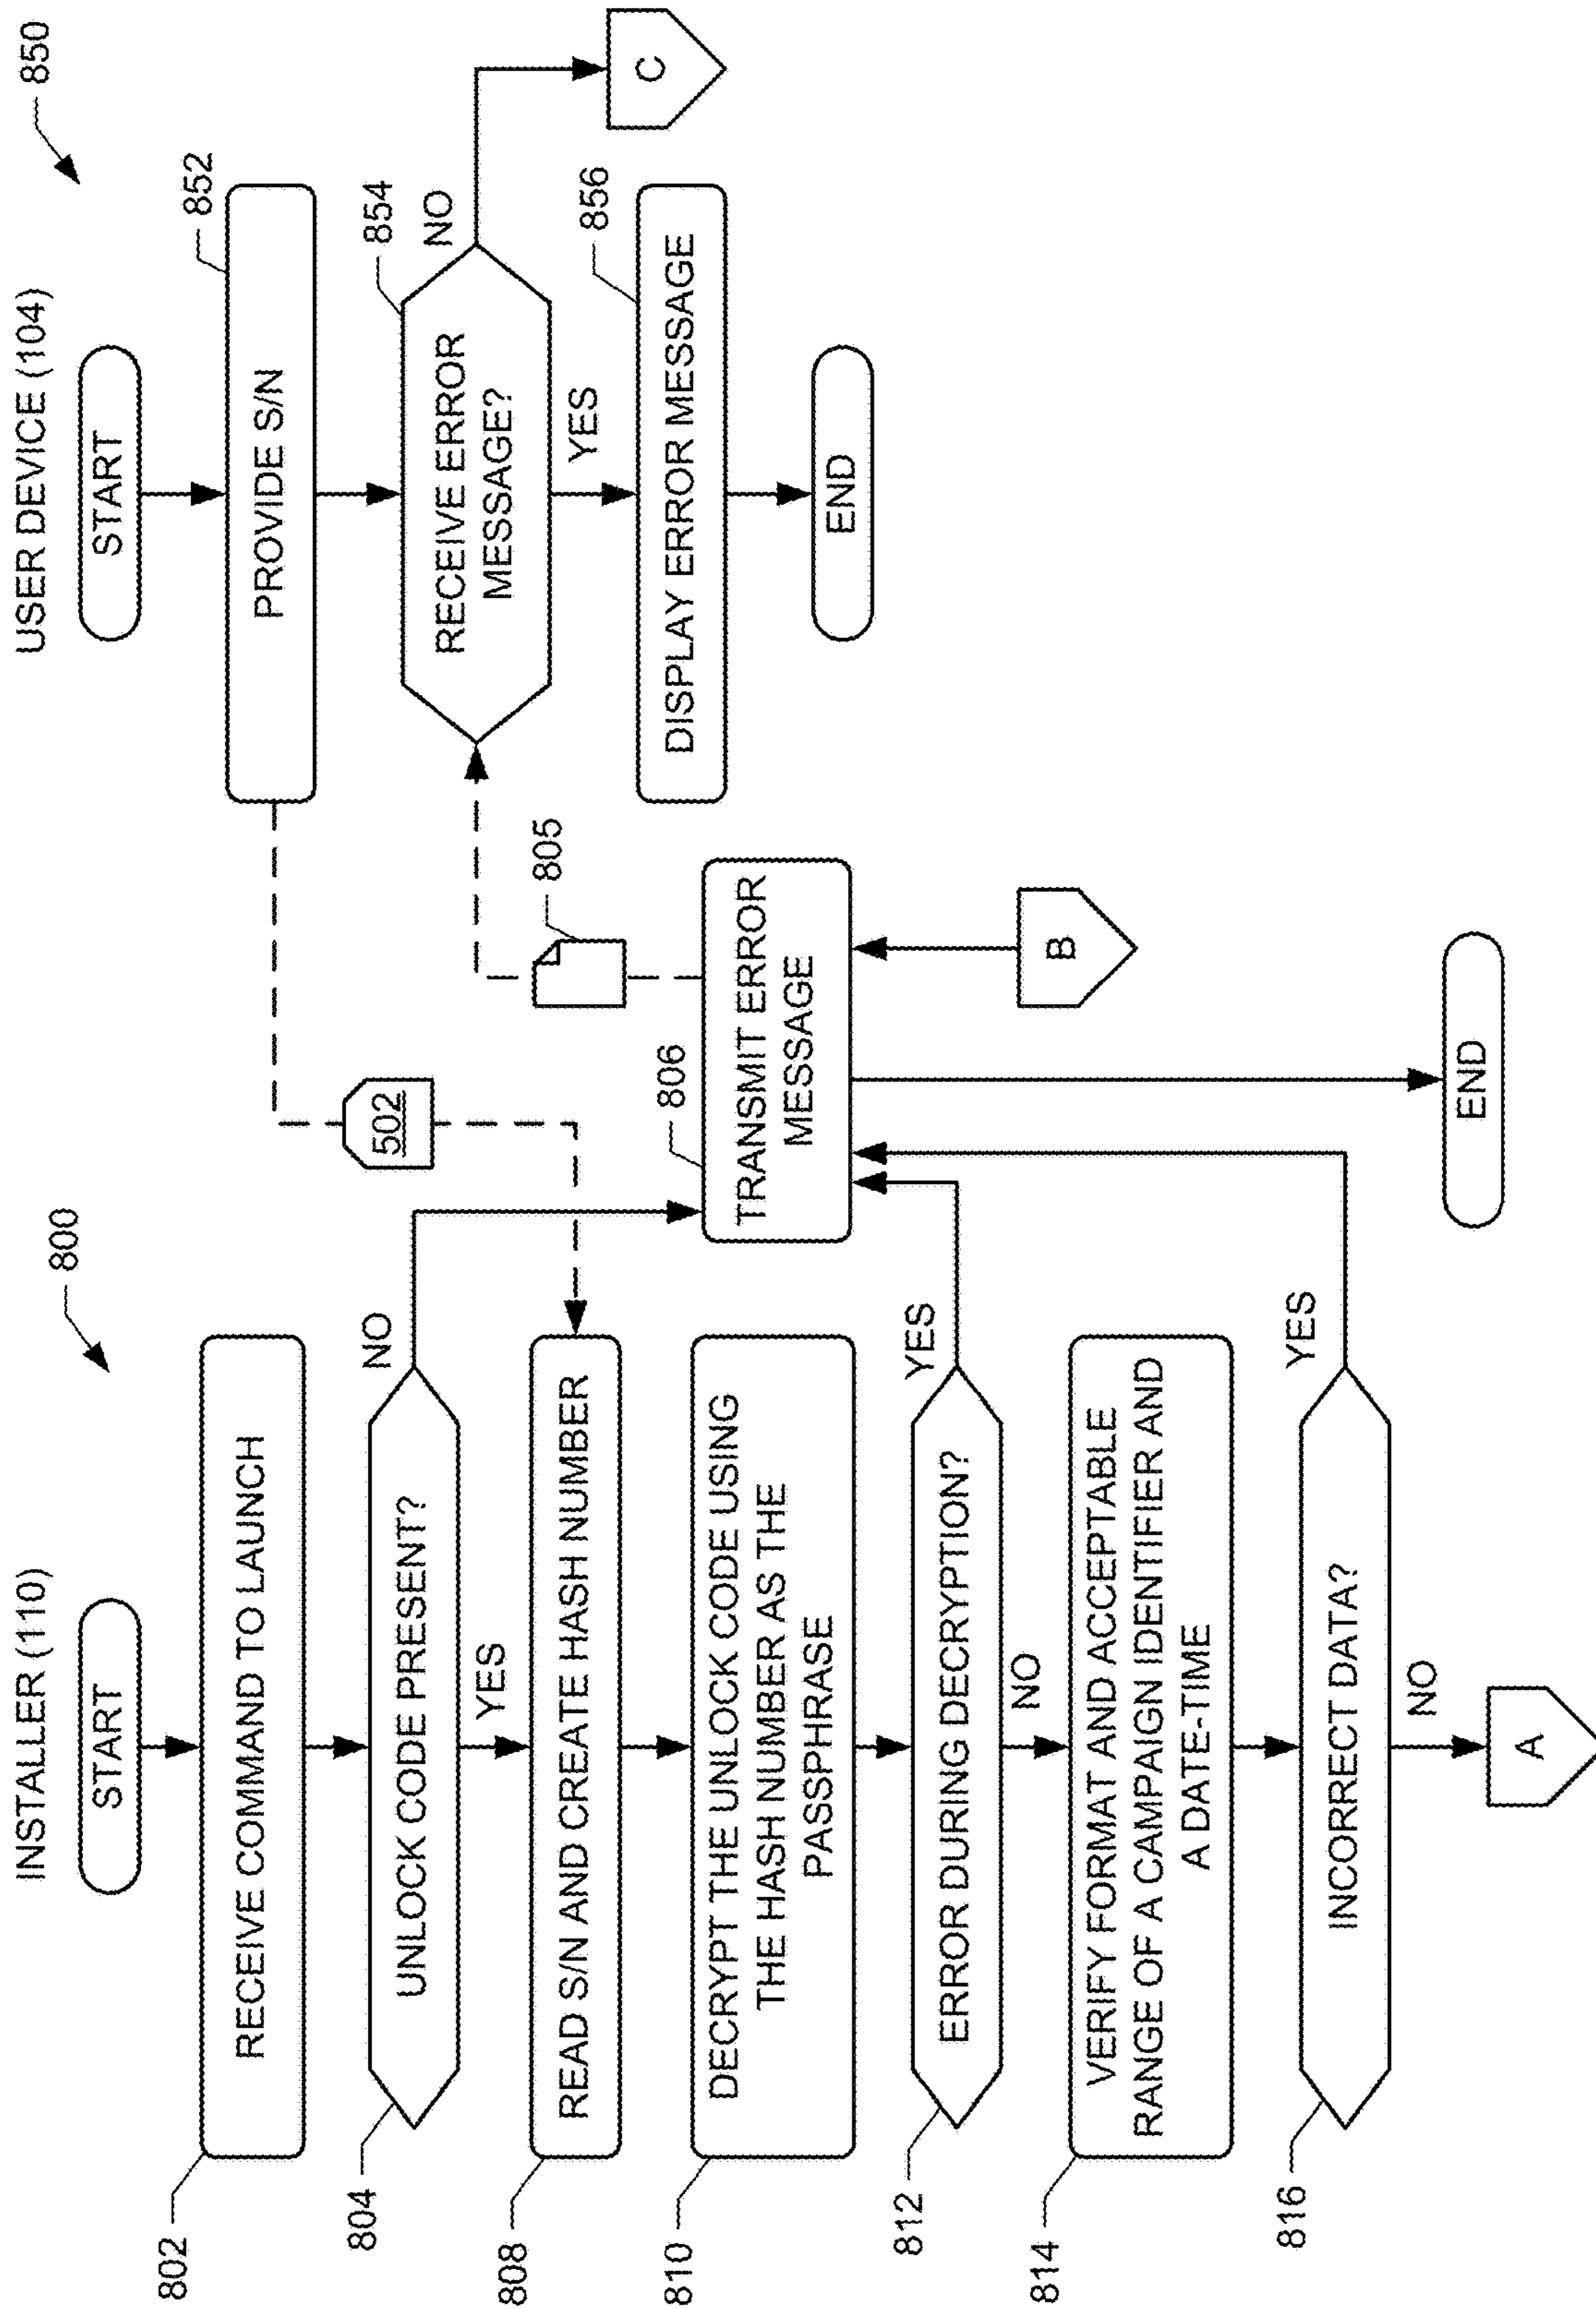 INSTALLER (110)
800
START
802
RECEIVE COMMAND TO LAUNCH
804
UNLOCK CODE PRESENT?
NO
YES
808
READ S/N AND CREATE HASH NUMBER
810
DECRYPT THE UNLOCK CODE USING
THE HASH NUMBER AS THE
PASSPHRASE
812
ERROR DURING DECRYPTION?
YES
NO
814
VERIFY FORMAT AND ACCEPTABLE
RANGE OF A CAMPAIGN IDENTIFIER AND
A DATE-TIME
816
INCORRECT DATA?
YES
NO
A
502
805
806
TRANSMIT ERROR
MESSAGE
B
END
USER DEVICE (104)
850
START
852
PROVIDE S/N
854
RECEIVE ERROR
MESSAGE?
NO
C
YES
856
DISPLAY ERROR MESSAGE
END